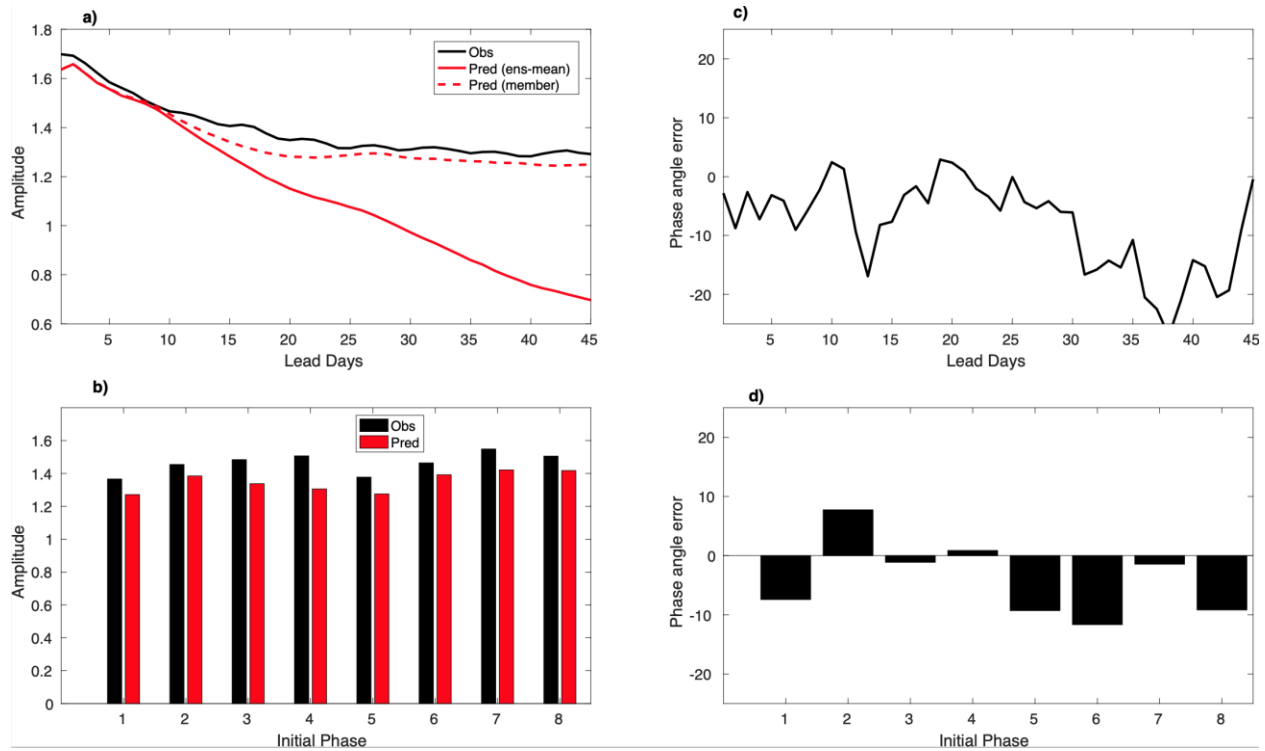 a)
1.8
1.6
1.4
1.2
1
0.8
0.6
Amplitude
Obs
Pred (ens-mean)
Pred (member)
5 10 15 20 25 30 35 40 45
Lead Days
c)
20
10
0
-10
-20
Phase angle error
5 10 15 20 25 30 35 40 45
Lead Days
b)
1.6
1.4
1.2
1
0.8
0.6
0.4
0.2
0
Amplitude
Obs
Pred
1 2 3 4 5 6 7 8
Initial Phase
d)
20
10
0
-10
-20
Phase angle error
1 2 3 4 5 6 7 8
Initial Phase